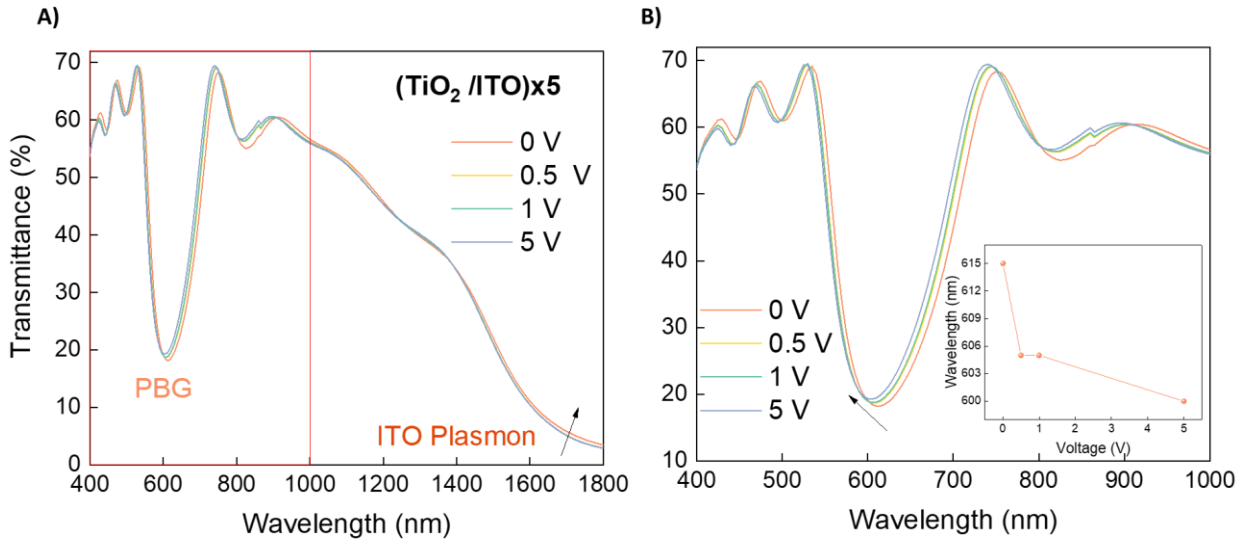 A)
Transmittance (%)
70
60
50
40
30
20
10
0
400 600 800 1000 1200 1400 1600 1800
Wavelength (nm)
(TiO2 /ITO)x5
0 V
0.5 V
1 V
5 V
PBG
ITO Plasmon
B)
70
60
50
40
30
20
10
400 500 600 700 800 900 1000
Wavelength (nm)
0 V
0.5 V
1 V
5 V
Wavelength (nm)
615
612
609
606
603
600
0 1 2 3 4 5
Voltage (V)